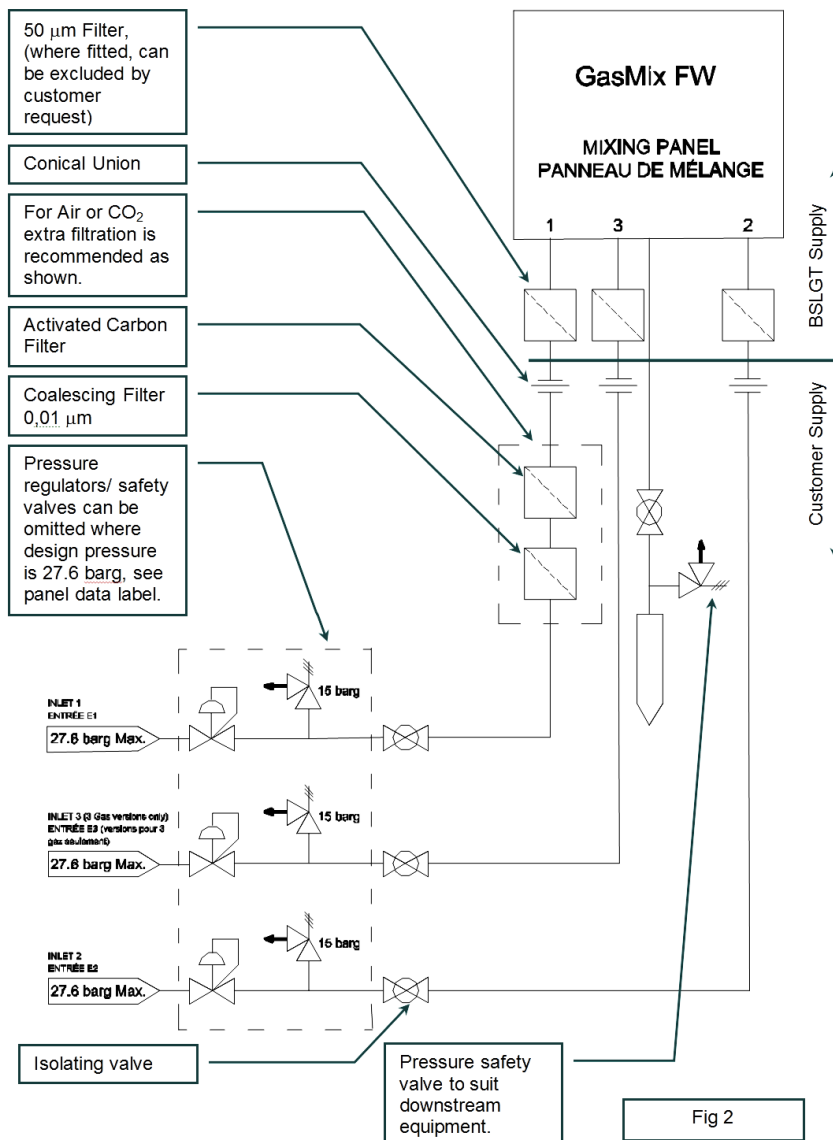 50 µm Filter,
(where fitted, can
be excluded by
customer
request)
Conical Union
For Air or CO₂
extra filtration is
recommended as
shown.
Activated Carbon
Filter
Coalescing Filter
0,01 µm
Pressure
regulators/ safety
valves can be
omitted where
design pressure
is 27.6 barg, see
panel data label.
GasMix FW
MIXING PANEL
PANNEAU DE MÉLANGE
1
3
2
BSLGT Supply
Customer Supply
INLET 1
ENTRÉE E1
27.6 barg Max.
15 barg
INLET 3 (3 Gas versions only)
ENTRÉE E3 (versions pour 3
gaz seulement)
27.6 barg Max.
15 barg
INLET 2
ENTRÉE E2
27.6 barg Max.
15 barg
Isolating valve
Pressure safety
valve to suit
downstream
equipment.
Fig 2